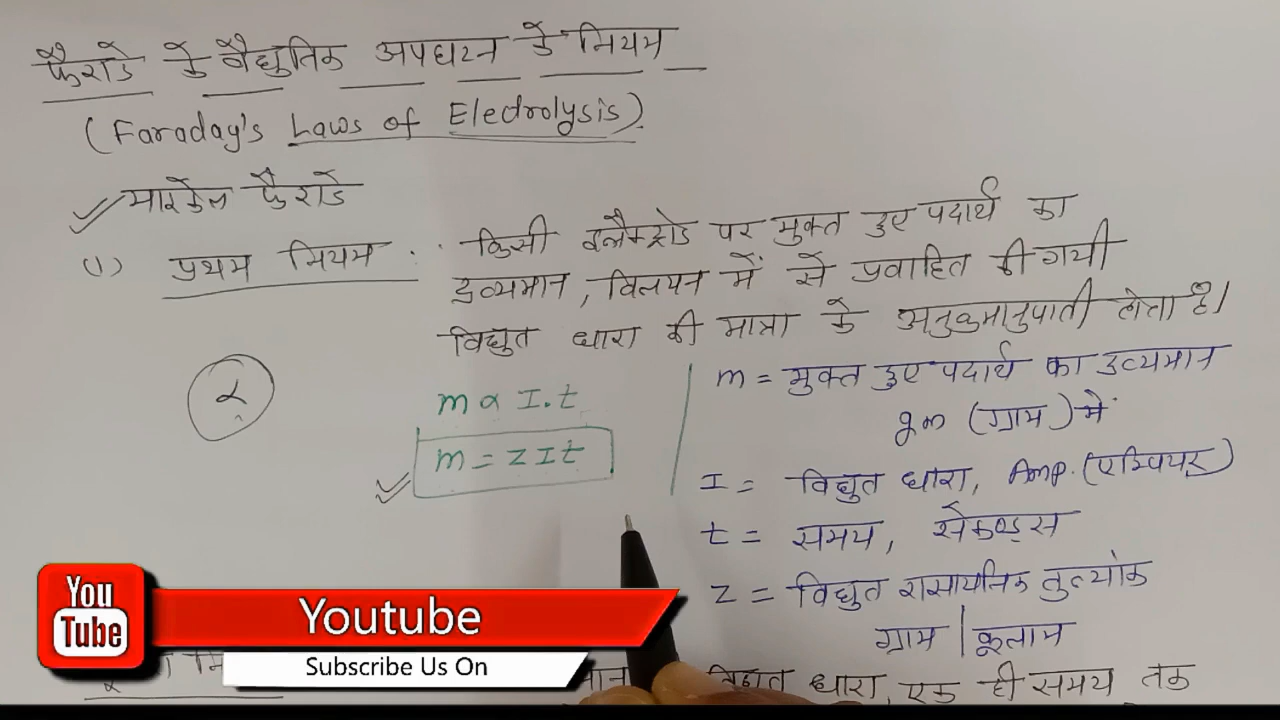 फैराडे के वैद्युतिक अपघटन के नियम
(Faraday's Laws of Electrolysis).
माइकेल फैराडे
(1) प्रथम नियम : किसी इलैक्ट्रोड पर मुक्त हुए पदार्थ का
द्रव्यमान, विलयन में से प्रवाहित की गयी
विद्युत धारा की मात्रा के अनुक्रमानुपाती होता है।
α
m α I.t
m = ZIt
m = मुक्त हुए पदार्थ का द्रव्यमान
gm (ग्राम) में
I = विद्युत धारा, Amp. (एम्पियर)
t = समय, सेकण्ड्स
Z = विद्युत रासायनिक तुल्यांक
ग्राम | कूलाम
विद्युत धारा, एक ही समय तक
You
Tube
Youtube
Subscribe Us On